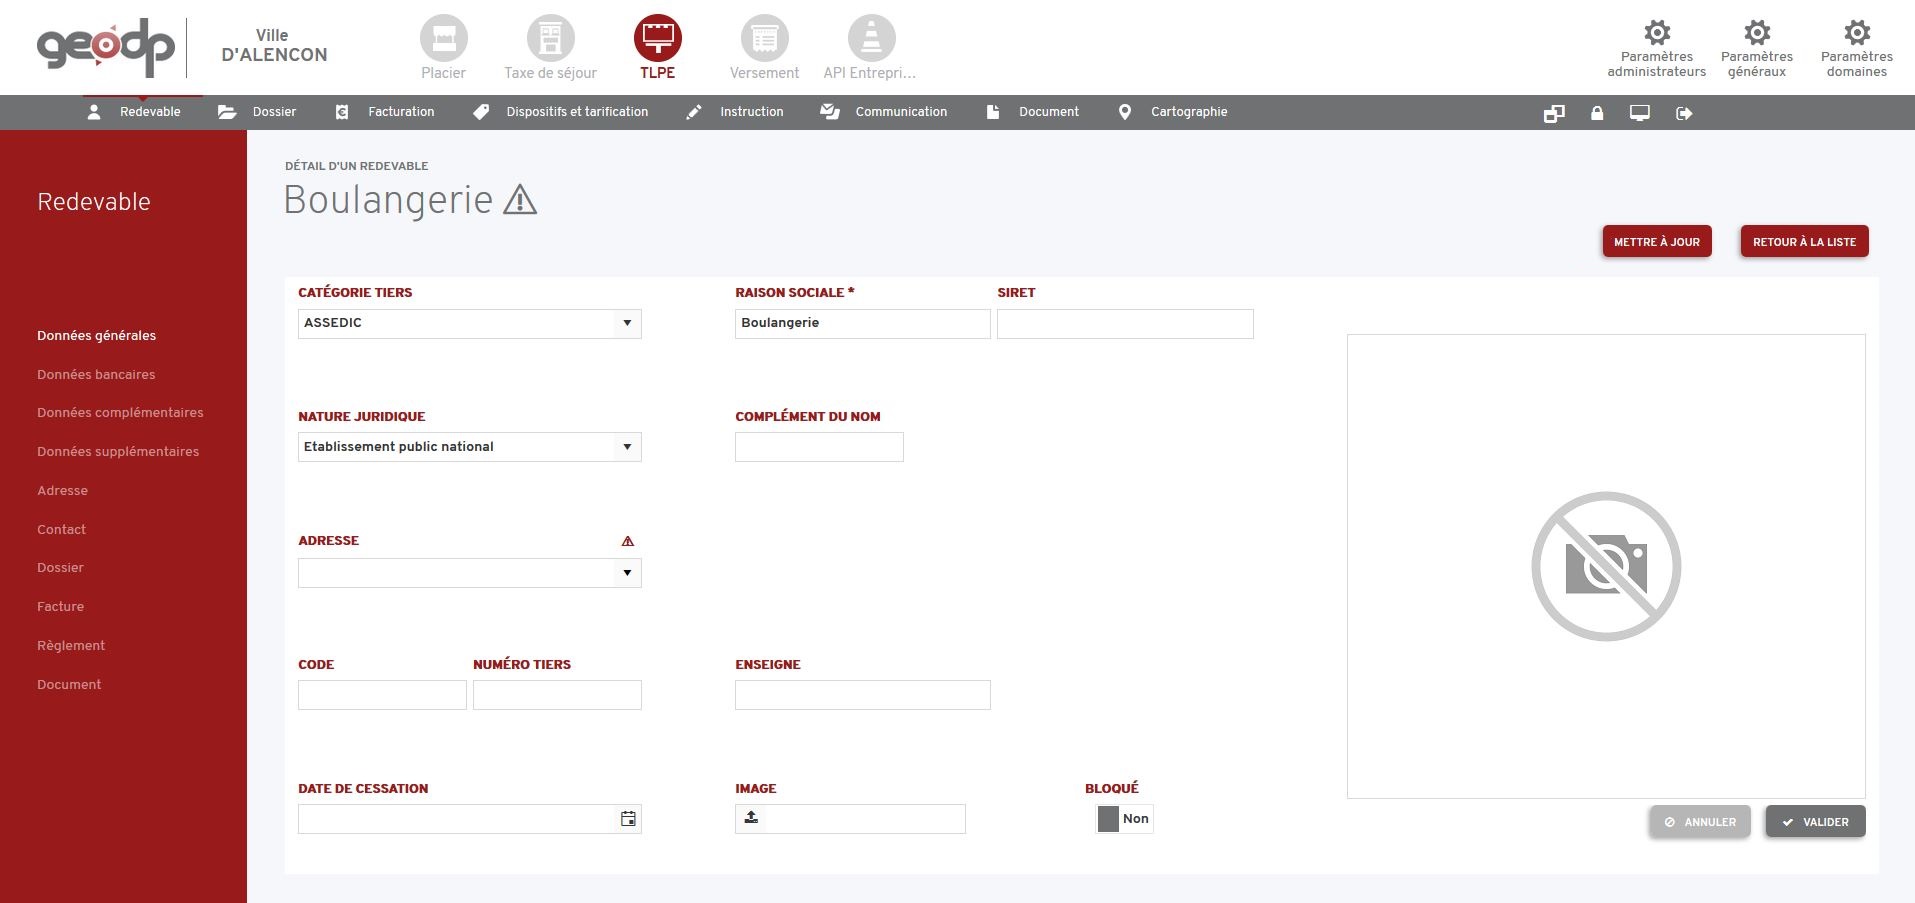 geodp
Ville
D'ALENCON
Placier
Taxe de séjour
TLPE
Versement
API Entrepri...
Paramètres
administrateurs
Paramètres
généraux
Paramètres
domaines
Redevable
Dossier
Facturation
Dispositifs et tarification
Instruction
Communication
Document
Cartographie
Redevable
Données générales
Données bancaires
Données complémentaires
Données supplémentaires
Adresse
Contact
Dossier
Facture
Règlement
Document
DÉTAIL D'UN REDEVABLE
Boulangerie
METTRE À JOUR
RETOUR À LA LISTE
CATÉGORIE TIERS
ASSEDIC
RAISON SOCIALE *
Boulangerie
SIRET
NATURE JURIDIQUE
Etablissement public national
COMPLÉMENT DU NOM
ADRESSE
CODE
NUMÉRO TIERS
ENSEIGNE
DATE DE CESSATION
IMAGE
BLOQUÉ
Non
ANNULER
VALIDER